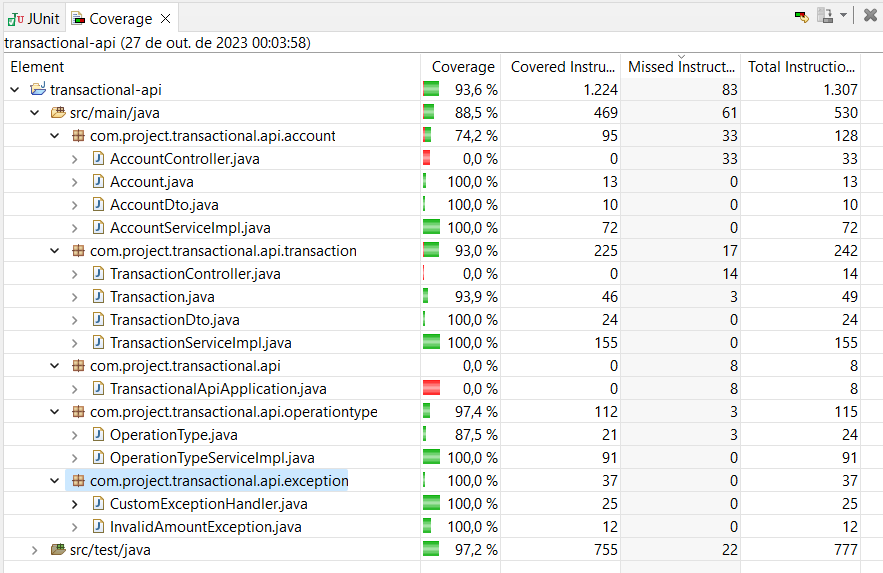 JUnit Coverage
transactional-api (27 de out. de 2023 00:03:58)
Element Coverage Covered Instru... Missed Instruct... Total Instructio...
transactional-api 93,6 % 1.224 83 1.307
src/main/java 88,5 % 469 61 530
com.project.transactional.api.account 74,2 % 95 33 128
AccountController.java 0,0 % 0 33 33
Account.java 100,0 % 13 0 13
AccountDto.java 100,0 % 10 0 10
AccountServiceImpl.java 100,0 % 72 0 72
com.project.transactional.api.transaction 93,0 % 225 17 242
TransactionController.java 0,0 % 0 14 14
Transaction.java 93,9 % 46 3 49
TransactionDto.java 100,0 % 24 0 24
TransactionServiceImpl.java 100,0 % 155 0 155
com.project.transactional.api 0,0 % 0 8 8
TransactionalApiApplication.java 0,0 % 0 8 8
com.project.transactional.api.operationtype 97,4 % 112 3 115
OperationType.java 87,5 % 21 3 24
OperationTypeServiceImpl.java 100,0 % 91 0 91
com.project.transactional.api.exception 100,0 % 37 0 37
CustomExceptionHandler.java 100,0 % 25 0 25
InvalidAmountException.java 100,0 % 12 0 12
src/test/java 97,2 % 755 22 777